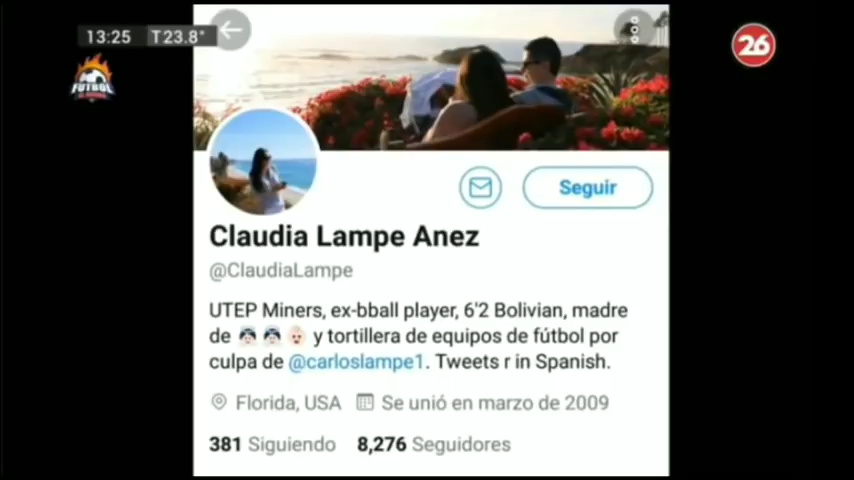 13:25 T23.8°
26
FUTBOL
Seguir
Claudia Lampe Anez
@ClaudiaLampe
UTEP Miners, ex-bball player, 6'2 Bolivian, madre
de 👧🏻👧🏻👶🏻 y tortillera de equipos de fútbol por
culpa de @carloslampe1. Tweets r in Spanish.
Florida, USA Se unió en marzo de 2009
381 Siguiendo 8,276 Seguidores